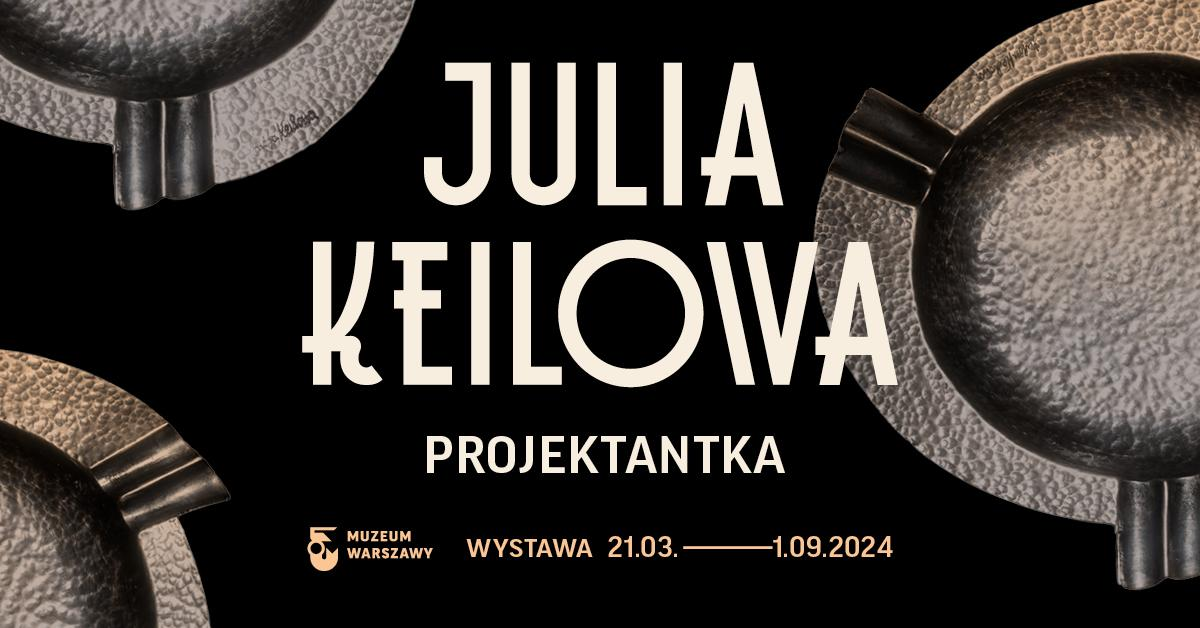 JULIA
KEILOWA
PROJEKTANTKA
MUZEUM
WARSZAWY
WYSTAWA 21.03.—1.09.2024